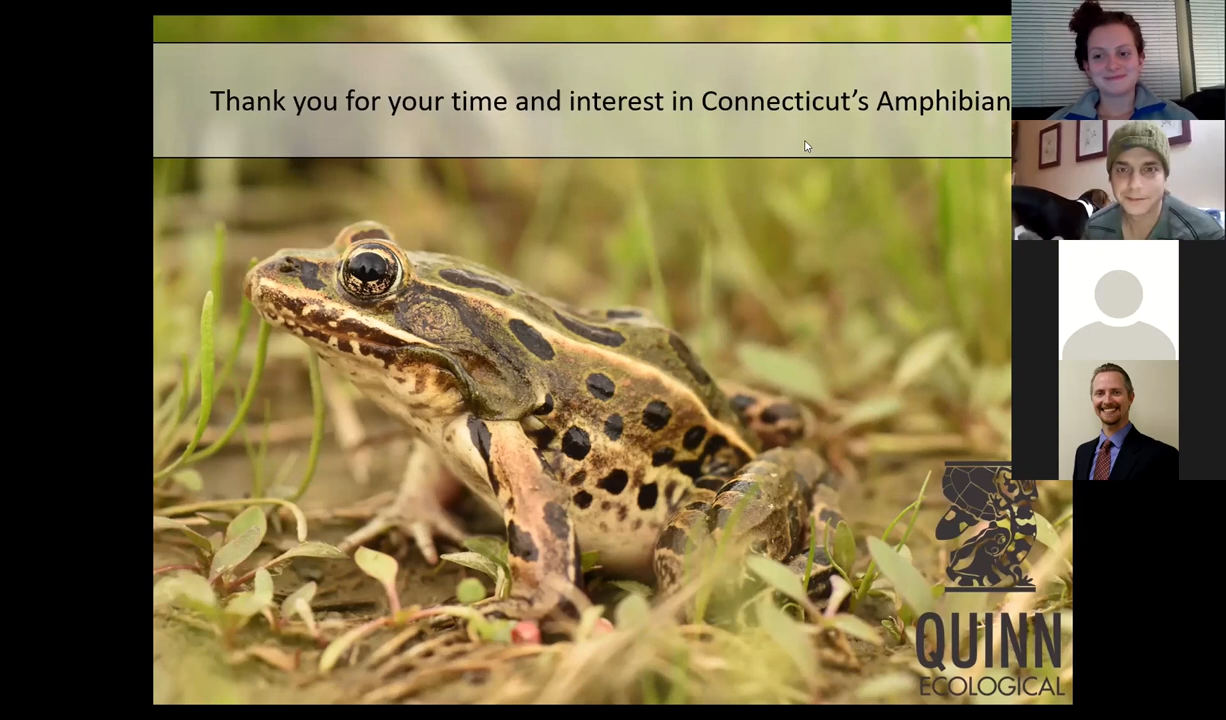 Thank you for your time and interest in Connecticut’s Amphibian
QUINN
ECOLOGICAL